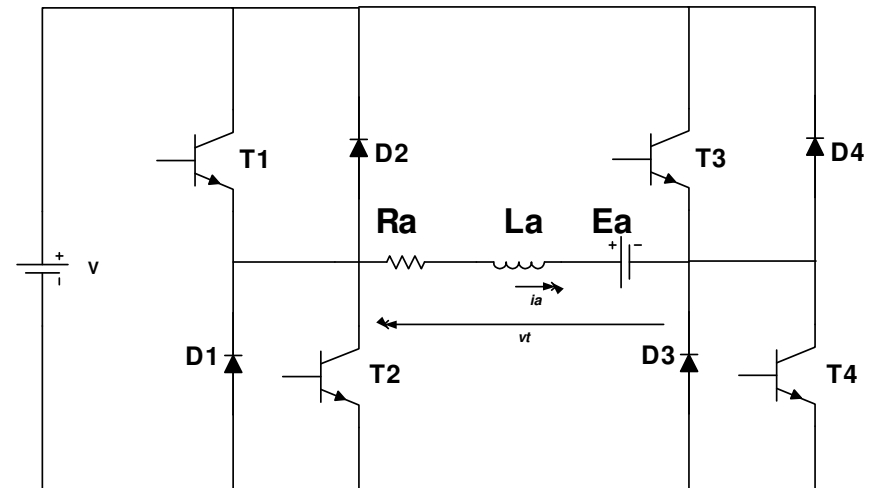 T1
D2
T3
D4
Ra
La
Ea
+
-
+
V
-
ia
vt
D1
T2
D3
T4